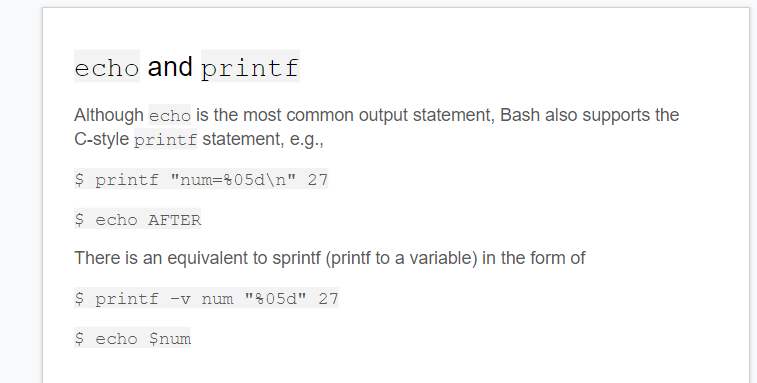 echo and printf
Although echo is the most common output statement, Bash also supports the
C-style printf statement, e.g.,
$ printf "num=%05d\n" 27
$ echo AFTER
There is an equivalent to sprintf (printf to a variable) in the form of
$ printf -v num "%05d" 27
$ echo $num